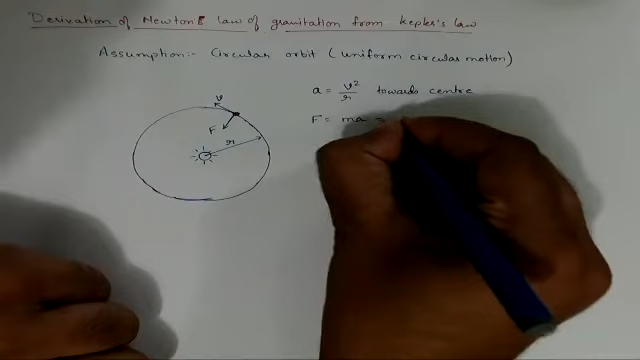 Derivation of Newton's law of gravitation from Kepler's law
Assumption:- Circular orbit (uniform circular motion)
a = v²/r towards centre
v
F = ma =
F
r